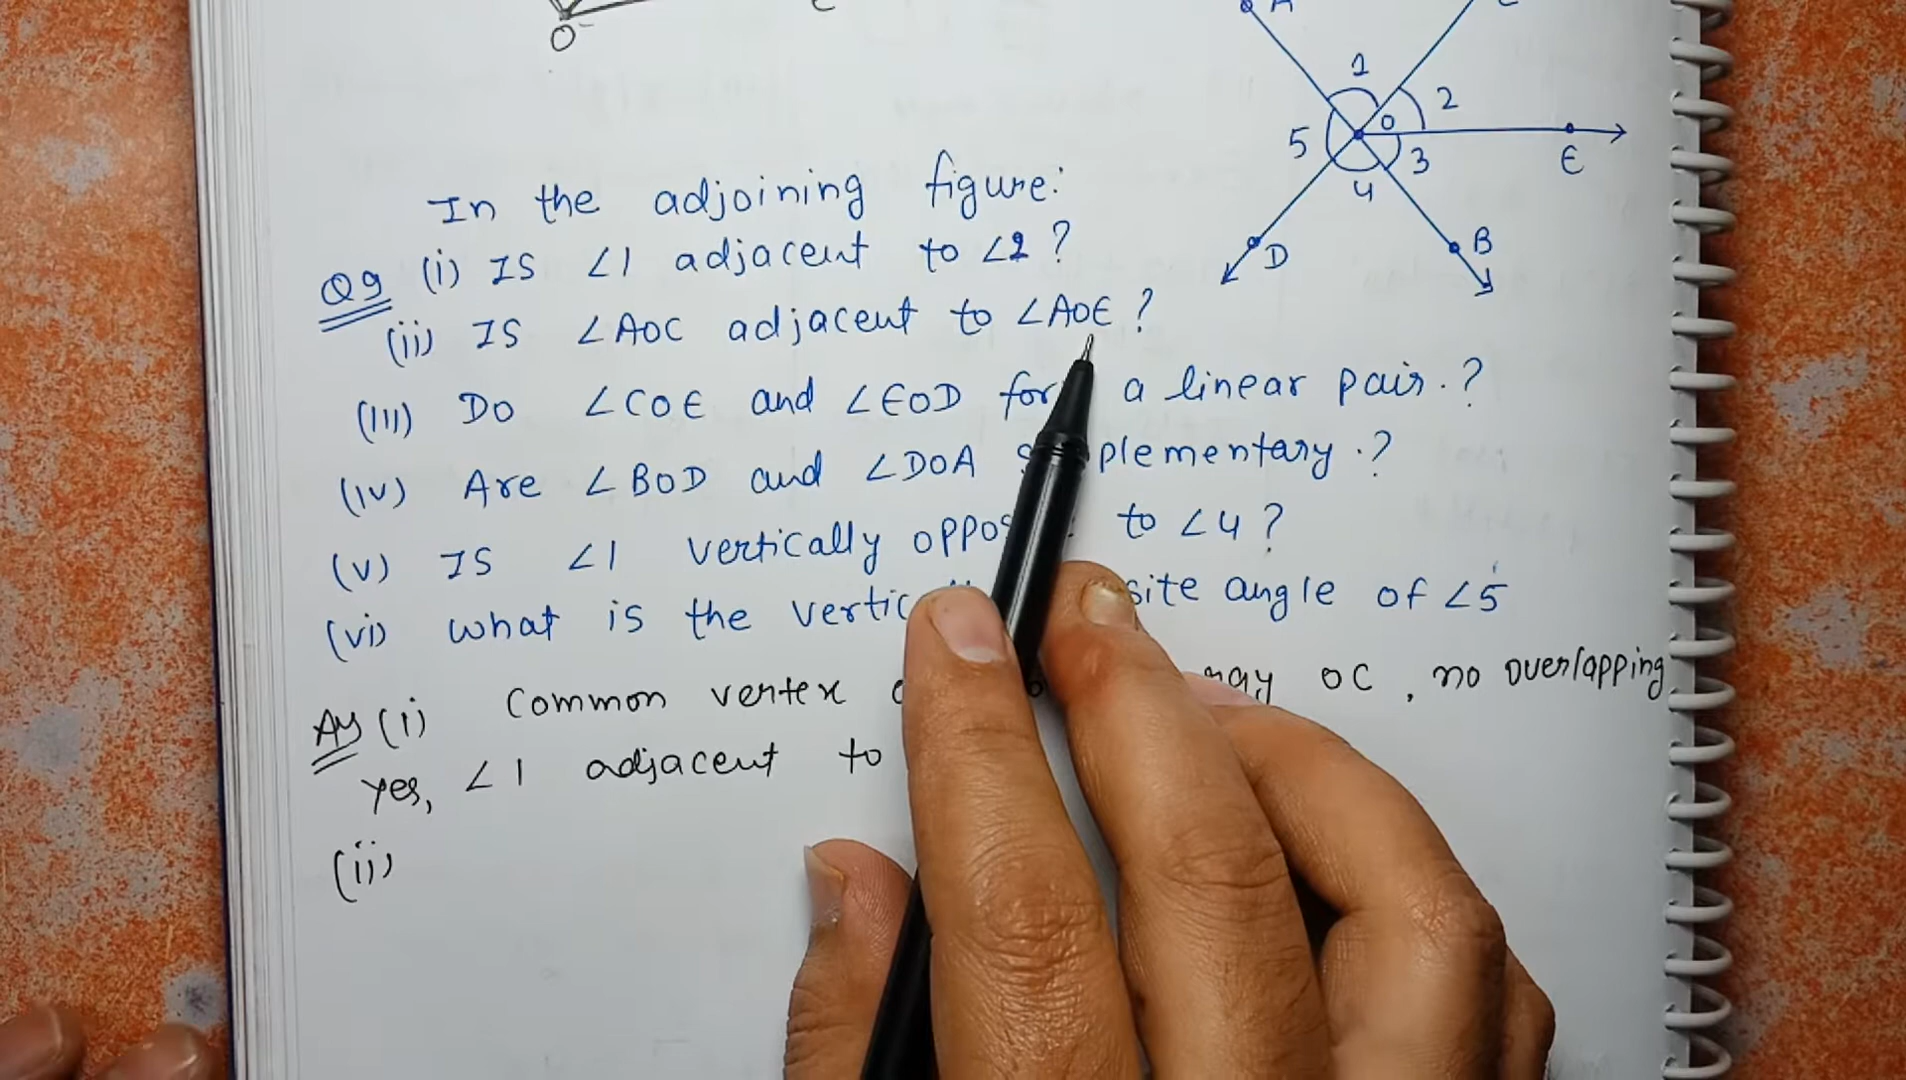 O
A
C
1
2
O
5
3
E
4
D
B
In the adjoining figure:
Q9 (i) Is ∠1 adjacent to ∠2?
(ii) Is ∠AOC adjacent to ∠AOE?
(iii) Do ∠COE and ∠EOD for a linear pair.?
(iv) Are ∠BOD and ∠DOA plementary.?
(v) Is ∠1 vertically oppos to ∠4?
(vi) what is the vertic site angle of ∠5
Ans (i) Common vertex ray OC, no overlapping
Yes, ∠1 adjacent to
(ii)